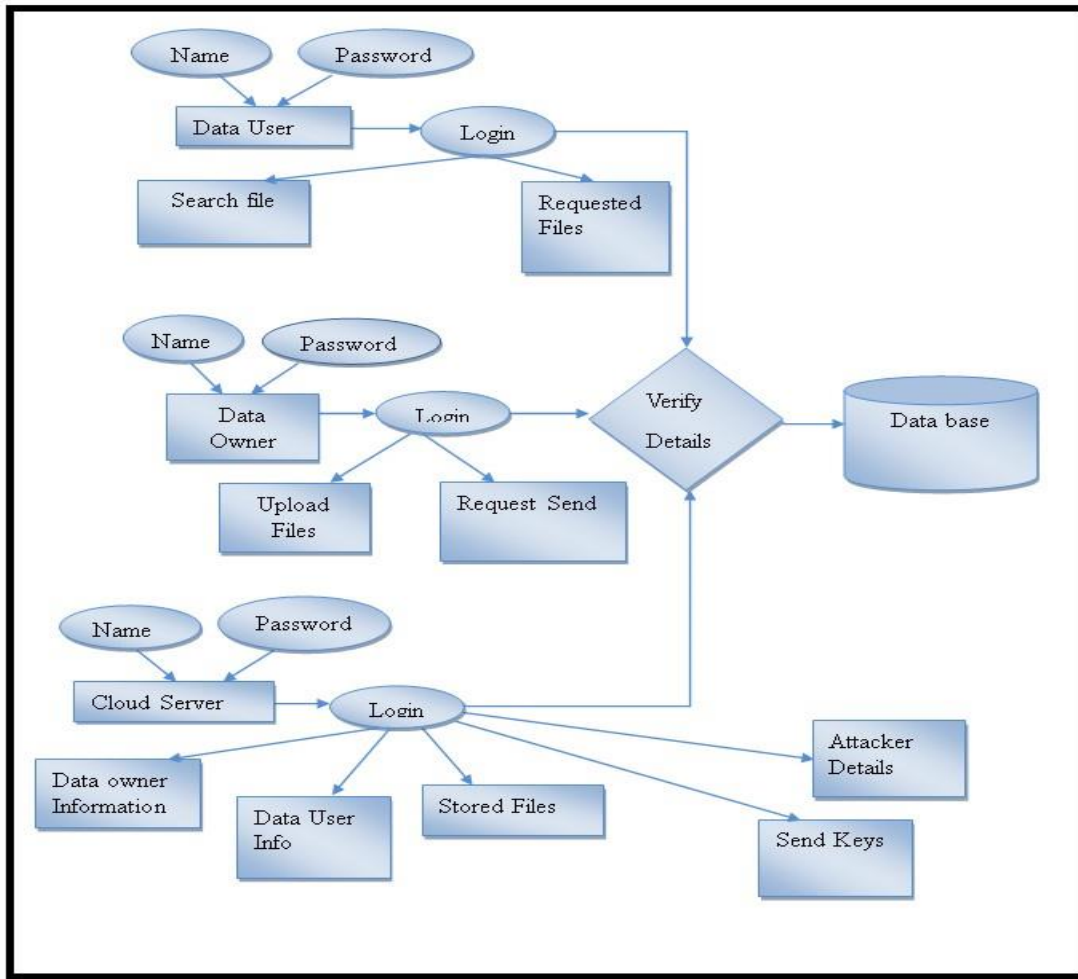 Name
Password
Data User
Login
Search file
Requested
Files
Name
Password
Data
Owner
Login
Verify
Details
Data base
Upload
Files
Request Send
Name
Password
Cloud Server
Login
Attacker
Details
Data owner
Information
Data User
Info
Stored Files
Send Keys